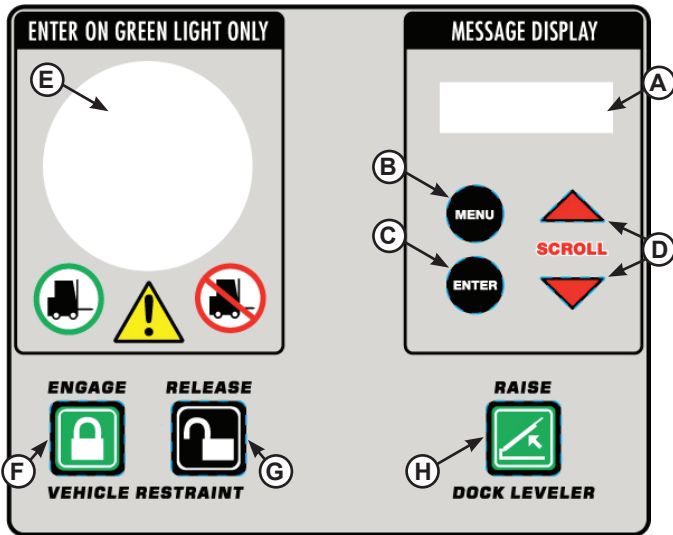 ENTER ON GREEN LIGHT ONLY
E
ENGAGE
RELEASE
F
G
VEHICLE RESTRAINT
MESSAGE DISPLAY
A
B
MENU
C
SCROLL
D
ENTER
RAISE
H
DOCK LEVELER